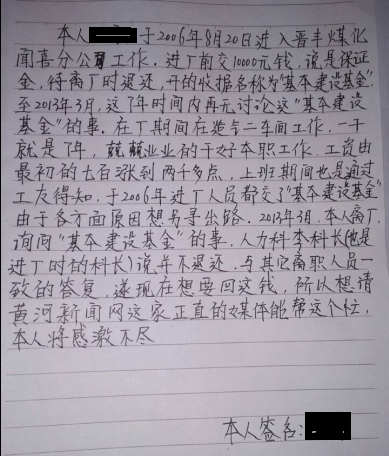 本人 于2006年8月20日进入晋丰煤化
闻喜分公司工作,进厂前交1000元钱,说是保证
金,待离厂时退还,开的收据名称为"基本建设基金"
至2013年3月,这7年时间内再无讨论这"基本建设
基金"的事,在厂期间在造气二车间工作,一干
就是7年,兢兢业业的干好本职工作,工资由
最初的七百涨到两千多点,上班期间也是通过
工友得知,于2006年进厂人员都交了"基本建设基金"
由于各方面原因想另寻出路,2013年3月,本人离厂,
询问"基本建设基金"的事,人力科李科长(他是
进厂时的科长)说并不退还,与其它离职人员一
致的答复,遂现在想要回这钱,所以想请
黄河新闻网这家正直的媒体能帮这个忙,
本人将感激不尽
本人签名: